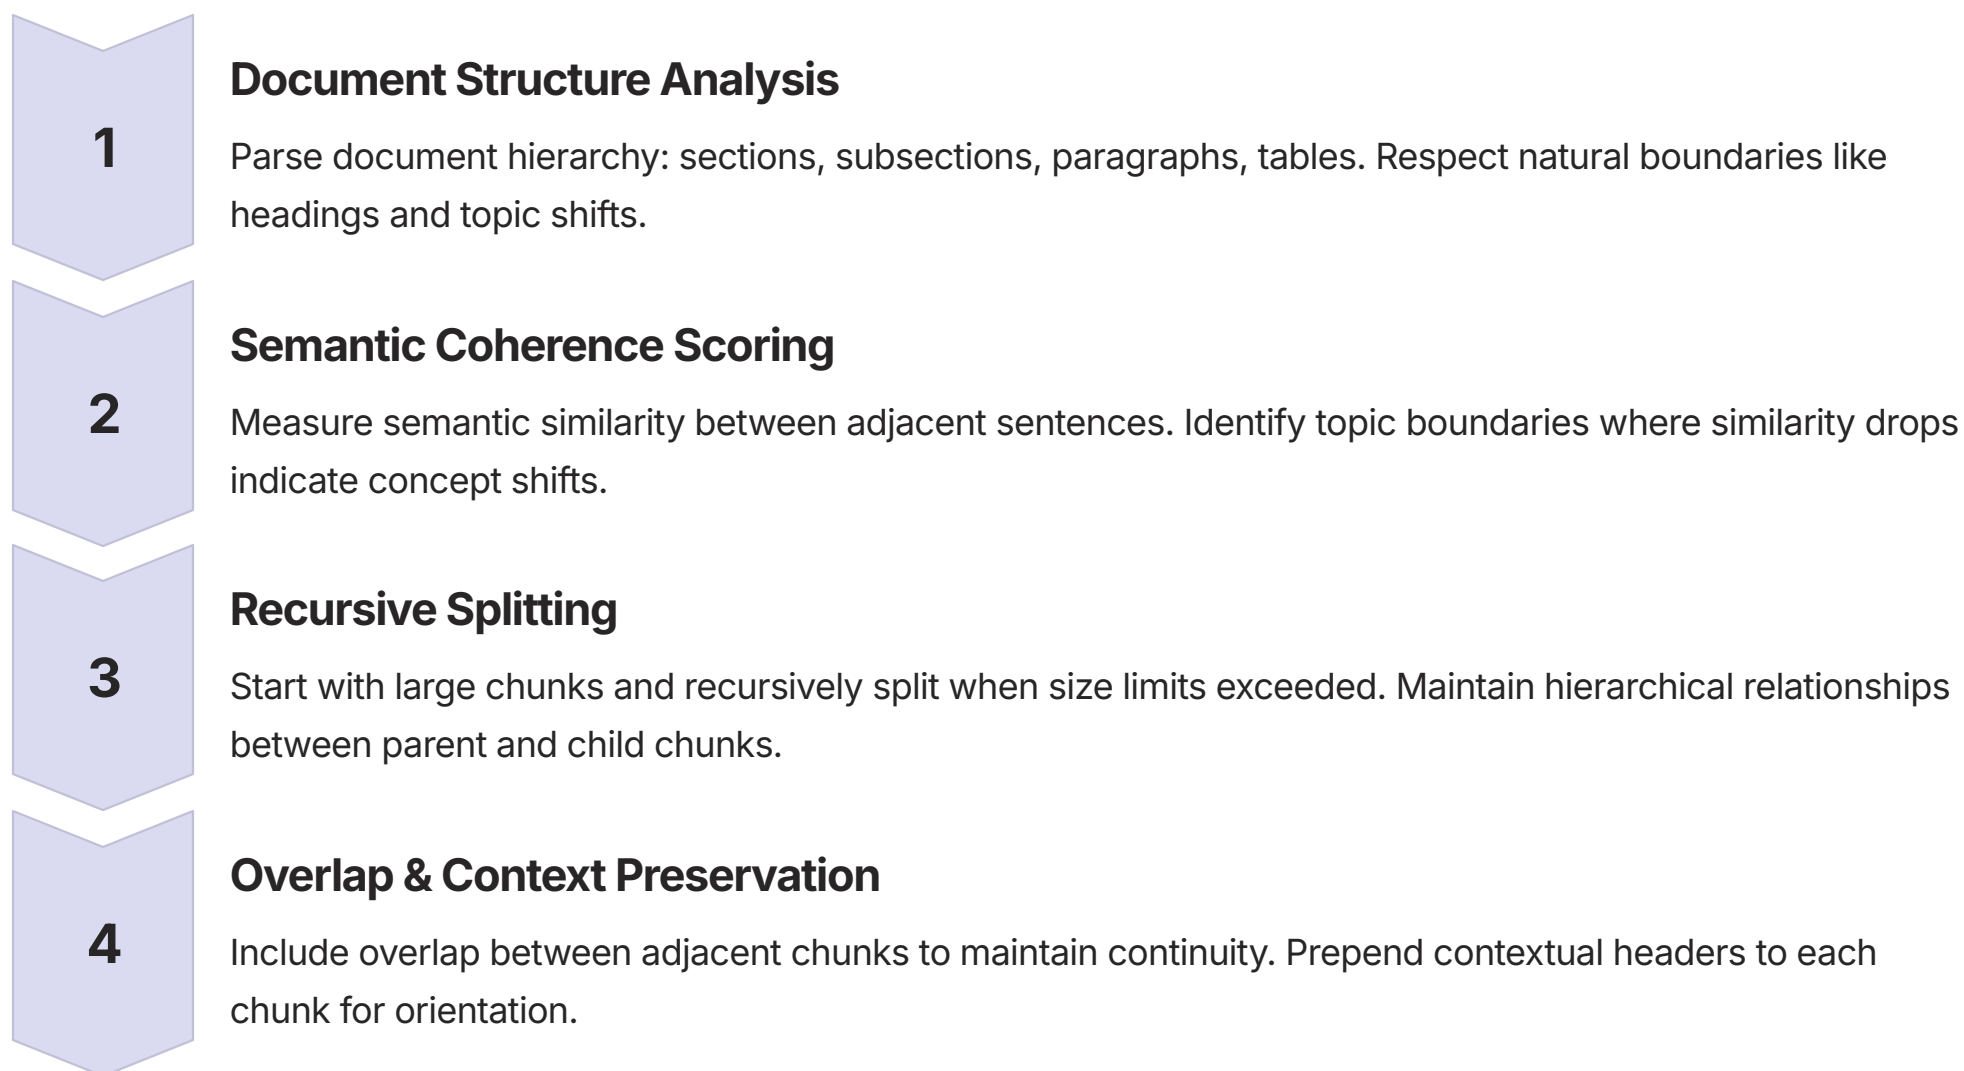 1
Document Structure Analysis
Parse document hierarchy: sections, subsections, paragraphs, tables. Respect natural boundaries like
headings and topic shifts.
2
Semantic Coherence Scoring
Measure semantic similarity between adjacent sentences. Identify topic boundaries where similarity drops
indicate concept shifts.
3
Recursive Splitting
Start with large chunks and recursively split when size limits exceeded. Maintain hierarchical relationships
between parent and child chunks.
4
Overlap & Context Preservation
Include overlap between adjacent chunks to maintain continuity. Prepend contextual headers to each
chunk for orientation.